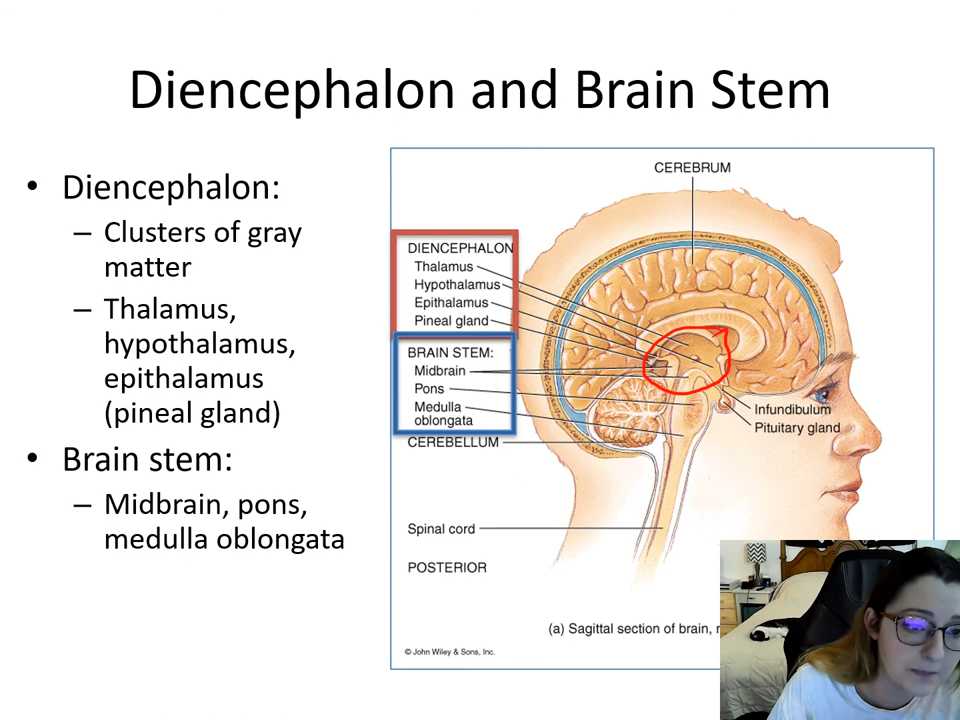 Diencephalon and Brain Stem
• Diencephalon:
– Clusters of gray
matter
– Thalamus,
hypothalamus,
epithalamus
(pineal gland)
• Brain stem:
– Midbrain, pons,
medulla oblongata
CEREBRUM
DIENCEPHALON
Thalamus
Hypothalamus
Epithalamus
Pineal gland
BRAIN STEM:
Midbrain
Pons
Medulla
oblongata
CEREBELLUM
Infundibulum
Pituitary gland
Spinal cord
POSTERIOR
(a) Sagittal section of brain,
© John Wiley & Sons, Inc.